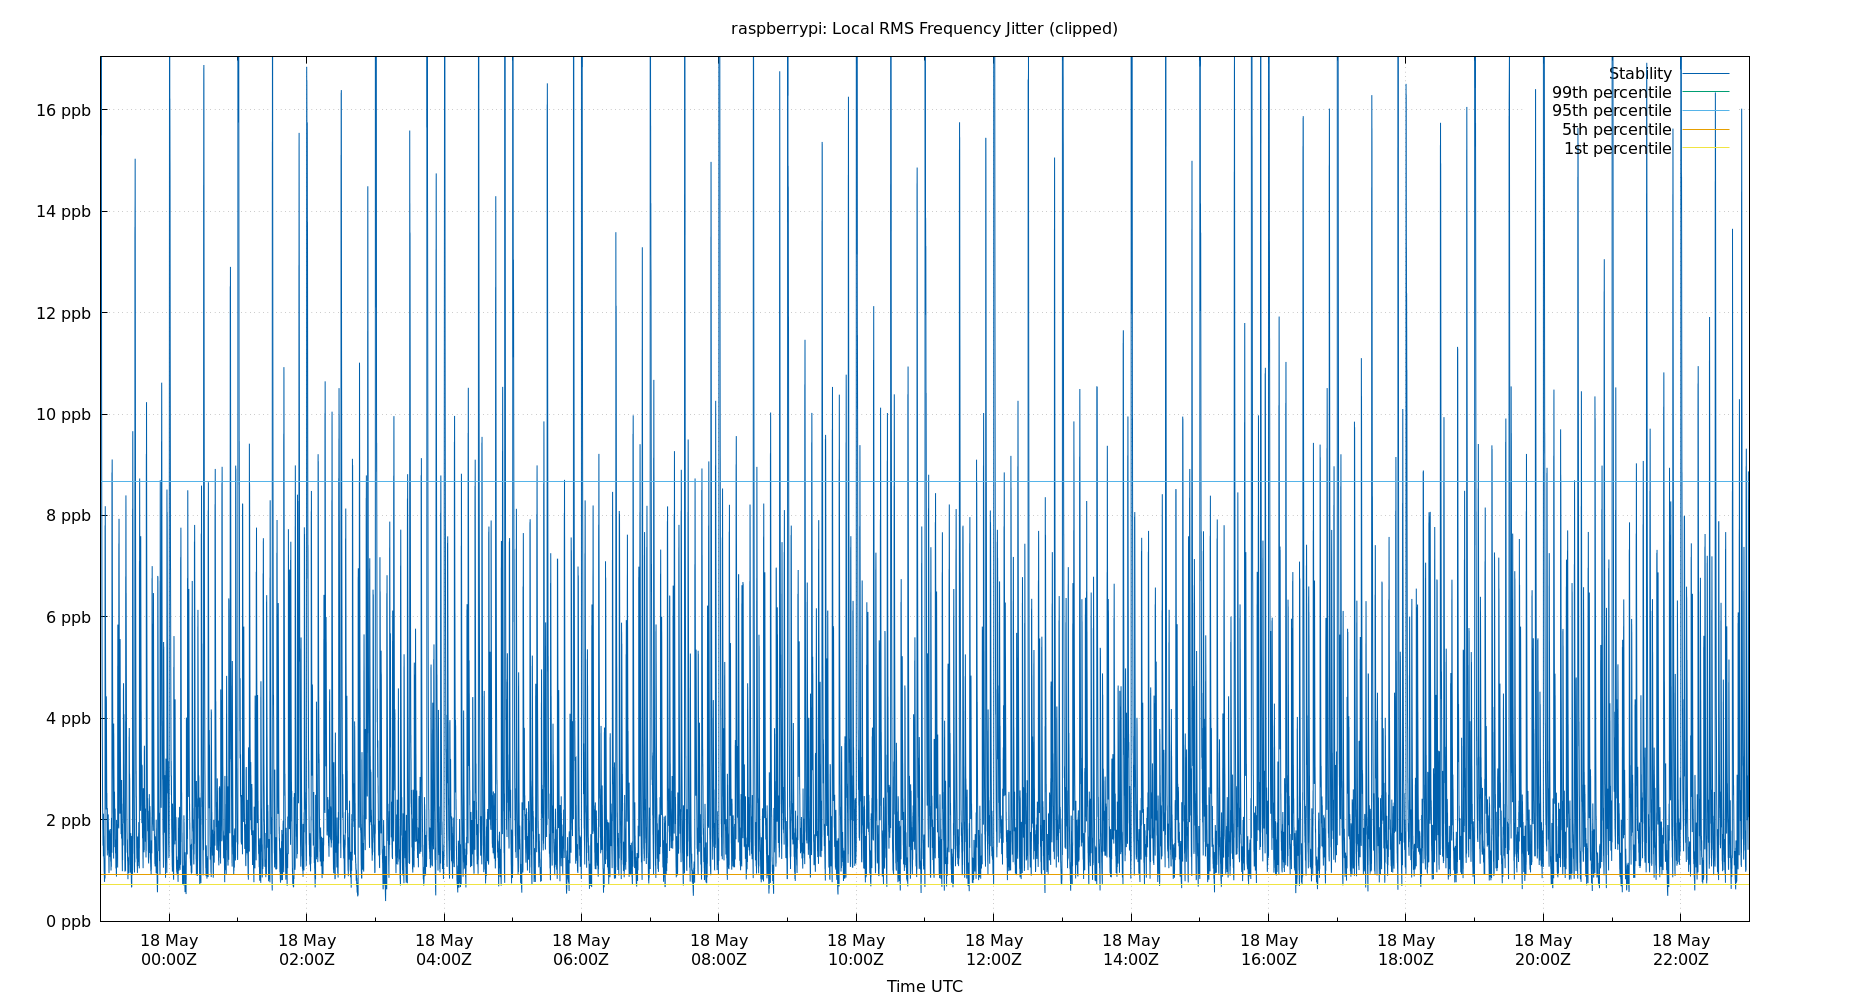 raspberrypi: Local RMS Frequency Jitter (clipped)
Stability
99th percentile
95th percentile
5th percentile
1st percentile
16 ppb
14 ppb
12 ppb
10 ppb
8 ppb
6 ppb
4 ppb
2 ppb
0 ppb
18 May 18 May 18 May 18 May 18 May 18 May 18 May 18 May 18 May 18 May 18 May 18 May
00:00Z 02:00Z 04:00Z 06:00Z 08:00Z 10:00Z 12:00Z 14:00Z 16:00Z 18:00Z 20:00Z 22:00Z
Time UTC